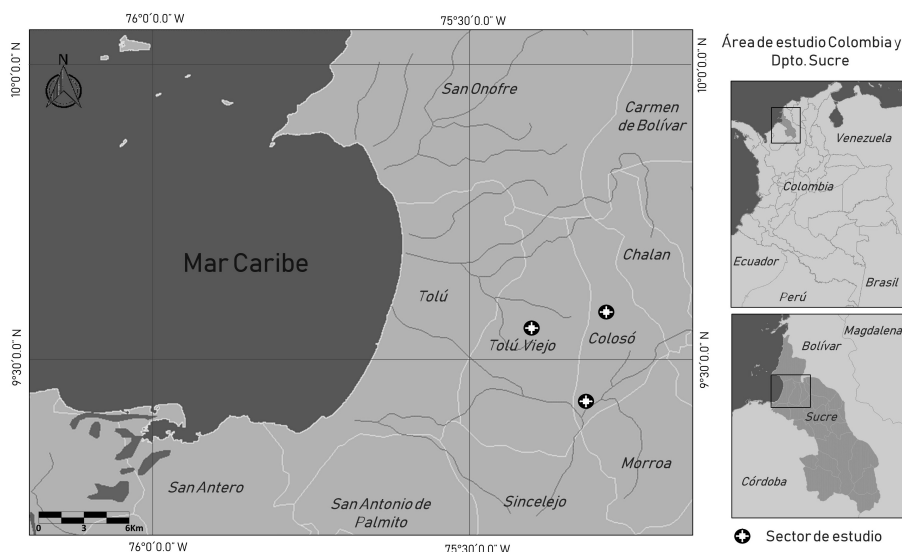 76°0'0.0" W
75°30'0.0" W
N
10°0'0.0" N
10°0'0.0" N
San Onofre
Carmen
de Bolívar
Mar Caribe
Chalan
Tolú
Tolú Viejo
Colosó
9°30'0.0" N
9°30'0.0" N
Morroa
San Antero
San Antonio de
Palmito
Sincelejo
0 3 6Km
76°0'0.0" W
75°30'0.0" W
Área de estudio Colombia y
Dpto. Sucre
Venezuela
Colombia
Ecuador
Brasil
Perú
Magdalena
Bolívar
Sucre
Córdoba
Sector de estudio